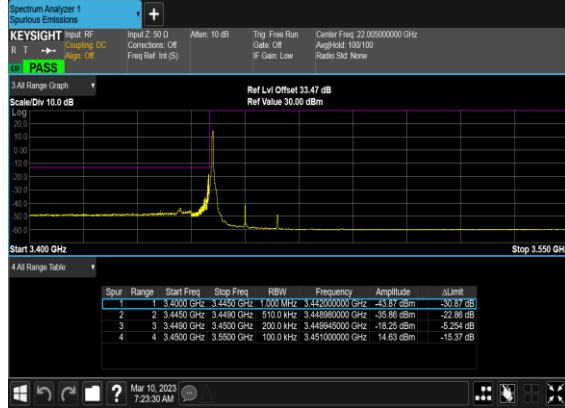 Spectrum Analyzer 1
Spurious Emissions
KEYSIGHT Input: RF Input Z: 50 Ω Atten: 10 dB Trig: Free Run Center Freq: 22.005000000 GHz
R T Coupling: DC Corrections: Off Gate: Off Avg|Hold: 100/100
Align: Off Freq Ref: Int (S) IF Gain: Low Radio Std: None
PASS
3 All Range Graph Ref Lvl Offset 33.47 dB
Scale/Div 10.0 dB Ref Value 30.00 dBm
Log
20.0
10.0
0.00
-10.0
-20.0
-30.0
-40.0
-50.0
-60.0
Start 3.400 GHz Stop 3.550 GH
4 All Range Table
Spur Range Start Freq Stop Freq RBW Frequency Amplitude ΔLimit
1 1 3.4000 GHz 3.4450 GHz 1.000 MHz 3.442000000 GHz -43.87 dBm -30.87 dB
2 2 3.4450 GHz 3.4490 GHz 510.0 kHz 3.448980000 GHz -35.86 dBm -22.86 dB
3 3 3.4490 GHz 3.4500 GHz 200.0 kHz 3.449945000 GHz -18.25 dBm -5.254 dB
4 4 3.4500 GHz 3.5500 GHz 100.0 kHz 3.451000000 GHz 14.63 dBm -15.37 dB
? Mar 10, 2023
7:23:30 AM